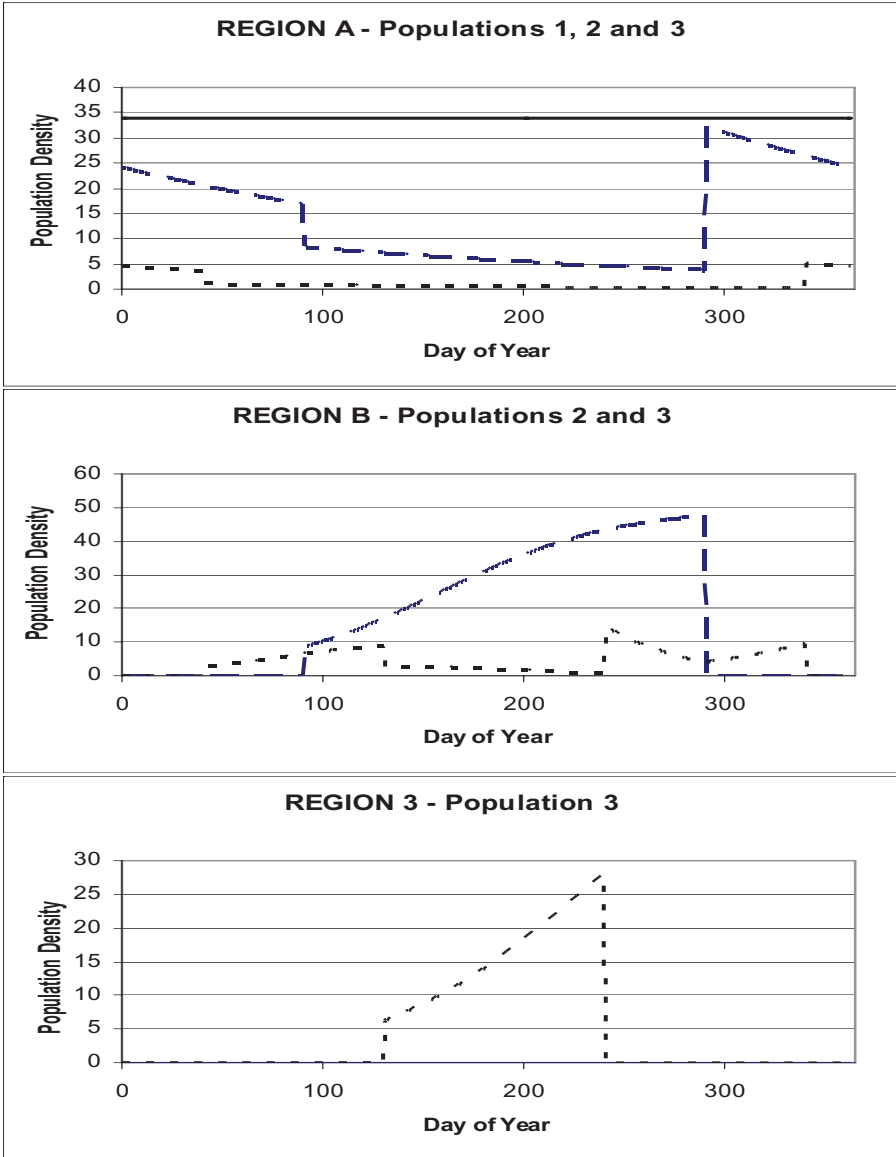 REGION A - Populations 1, 2 and 3
Population Density
40
35
30
25
20
15
10
5
0
0 100 200 300
Day of Year
REGION B - Populations 2 and 3
Population Density
60
50
40
30
20
10
0
0 100 200 300
Day of Year
REGION 3 - Population 3
Population Density
30
25
20
15
10
5
0
0 100 200 300
Day of Year